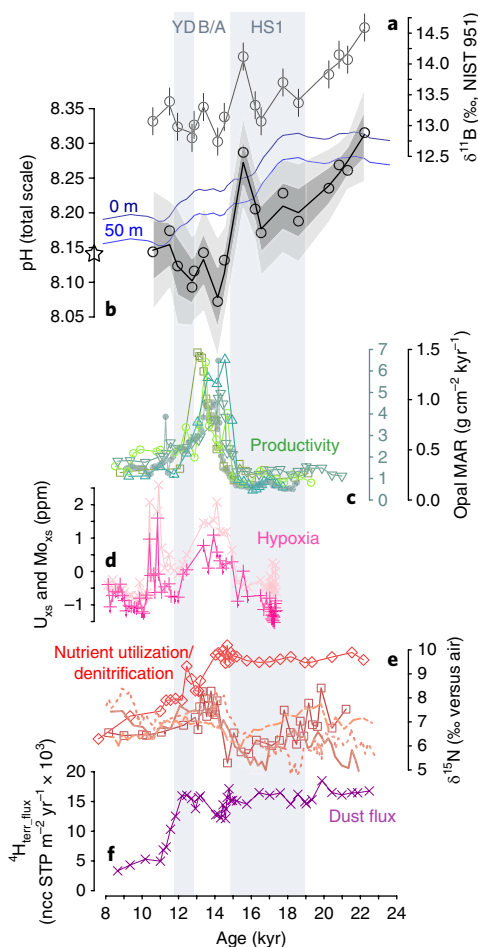 YD B/A HS1
a
14.5
14.0
13.5
13.0
12.5
δ11B (‰, NIST 951)
8.35
8.30
8.25
8.20
8.15
8.10
8.05
pH (total scale)
0 m
50 m
b
7
6
5
4
3
2
1
0
1.5
1.0
0.5
0.0
Opal MAR (g cm−2 kyr−1)
Productivity
c
4
3
2
1
0
−1
Uxs and Moxs (ppm)
d
Hypoxia
Nutrient utilization/
denitrification
e
10
9
8
7
6
5
δ15N (‰ versus air)
20
15
10
5
0
4Hterr_flux
(ncc STP m−2 yr−1 × 103)
f
Dust flux
8 10 12 14 16 18 20 22 24
Age (kyr)